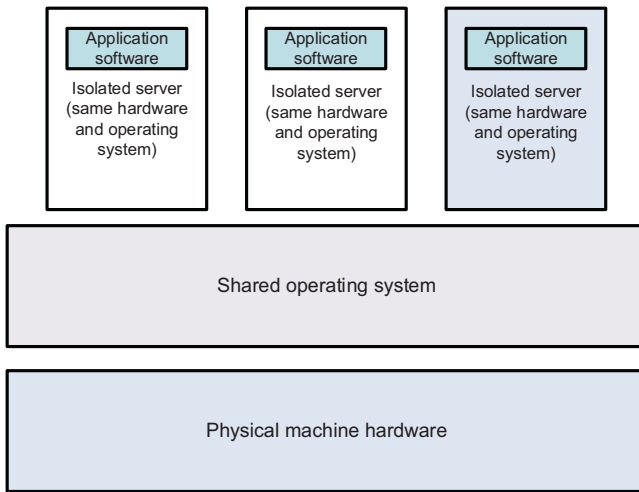 Application
software
Isolated server
(same hardware
and operating
system)
Application
software
Isolated server
(same hardware
and operating
system)
Application
software
Isolated server
(same hardware
and operating
system)
Shared operating system
Physical machine hardware